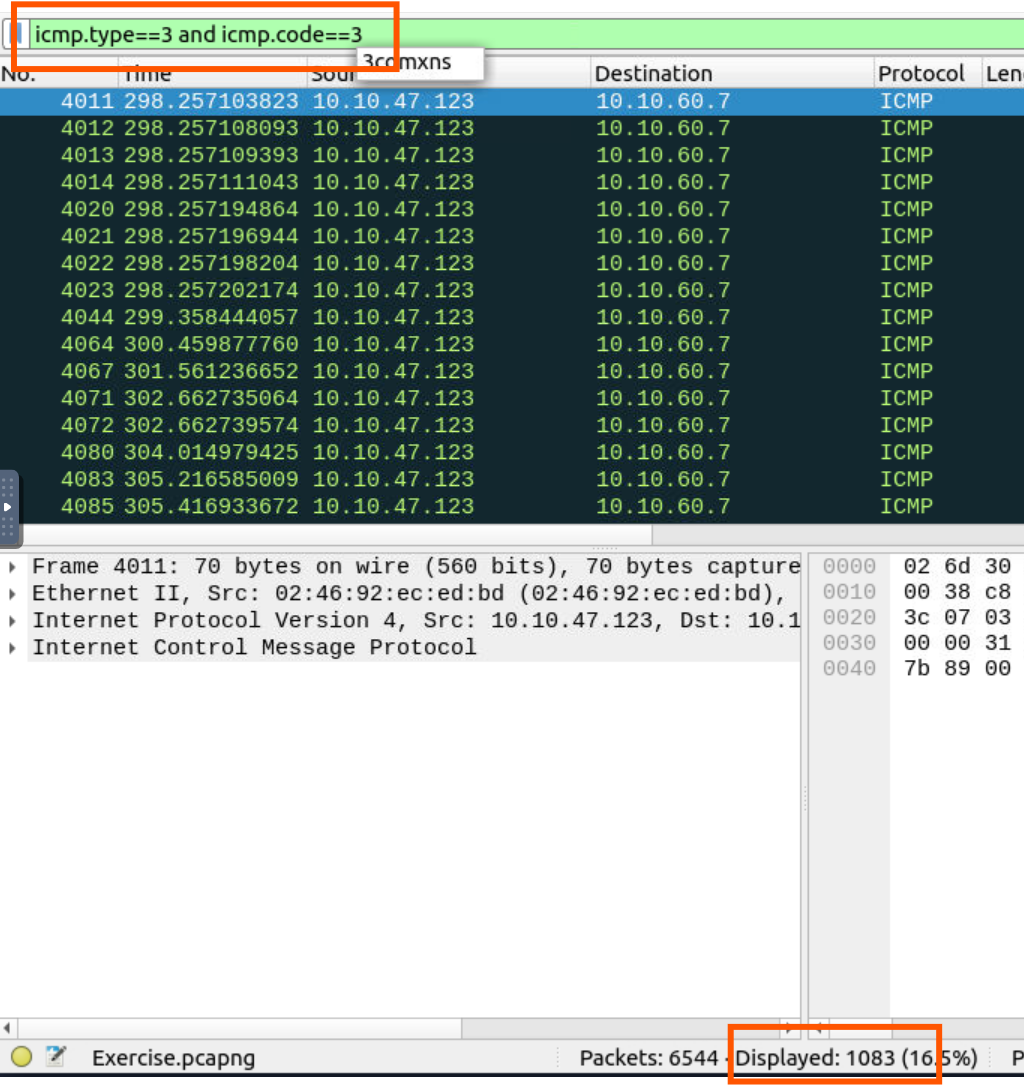 icmp.type==3 and icmp.code==3
3comxns
No. Time Destination Protocol
4011 298.257103823 10.10.47.123 10.10.60.7 ICMP
4012 298.257108093 10.10.47.123 10.10.60.7 ICMP
4013 298.257109393 10.10.47.123 10.10.60.7 ICMP
4014 298.257111043 10.10.47.123 10.10.60.7 ICMP
4020 298.257194864 10.10.47.123 10.10.60.7 ICMP
4021 298.257196944 10.10.47.123 10.10.60.7 ICMP
4022 298.257198204 10.10.47.123 10.10.60.7 ICMP
4023 298.257202174 10.10.47.123 10.10.60.7 ICMP
4044 299.358444057 10.10.47.123 10.10.60.7 ICMP
4064 300.459877760 10.10.47.123 10.10.60.7 ICMP
4067 301.561236652 10.10.47.123 10.10.60.7 ICMP
4071 302.662735064 10.10.47.123 10.10.60.7 ICMP
4072 302.662739574 10.10.47.123 10.10.60.7 ICMP
4080 304.014979425 10.10.47.123 10.10.60.7 ICMP
4083 305.216585009 10.10.47.123 10.10.60.7 ICMP
4085 305.416933672 10.10.47.123 10.10.60.7 ICMP
Frame 4011: 70 bytes on wire (560 bits), 70 bytes capture
Ethernet II, Src: 02:46:92:ec:ed:bd (02:46:92:ec:ed:bd),
Internet Protocol Version 4, Src: 10.10.47.123, Dst: 10.1
Internet Control Message Protocol
0000 02 6d 30
0010 00 38 c8
0020 3c 07 03
0030 00 00 31
0040 7b 89 00
Exercise.pcapng
Packets: 6544 · Displayed: 1083 (16.5%)